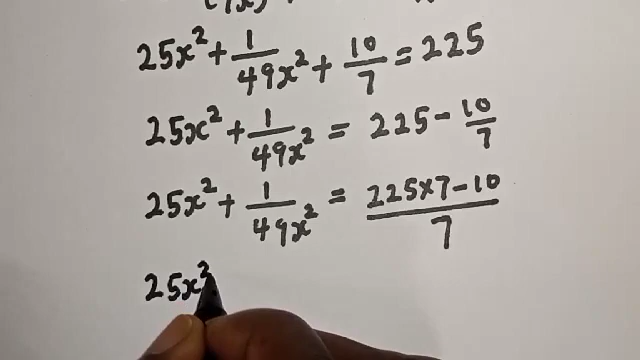 25x² + 1/49x² + 10/7 = 225
25x² + 1/49x² = 225 - 10/7
25x² + 1/49x² = 225×7-10/7
25x²